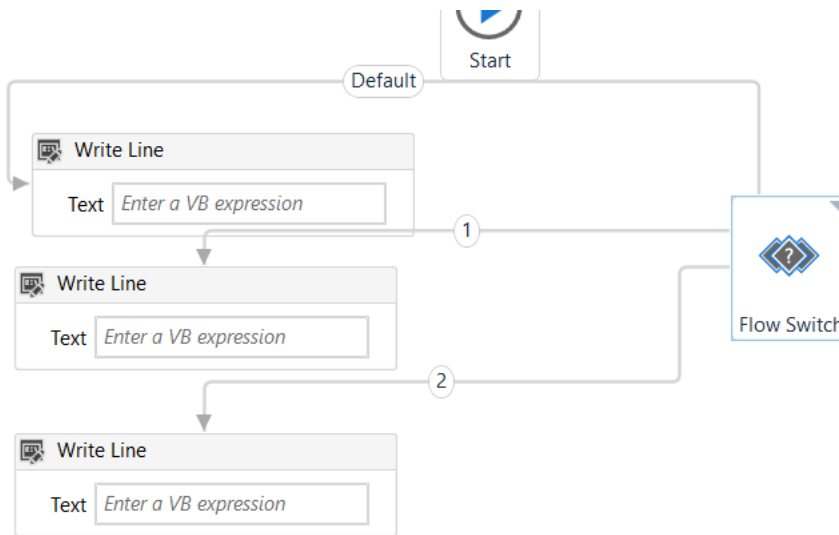 Start
Default
Write Line
Text Enter a VB expression
1
Write Line
Text Enter a VB expression
Flow Switch
2
Write Line
Text Enter a VB expression